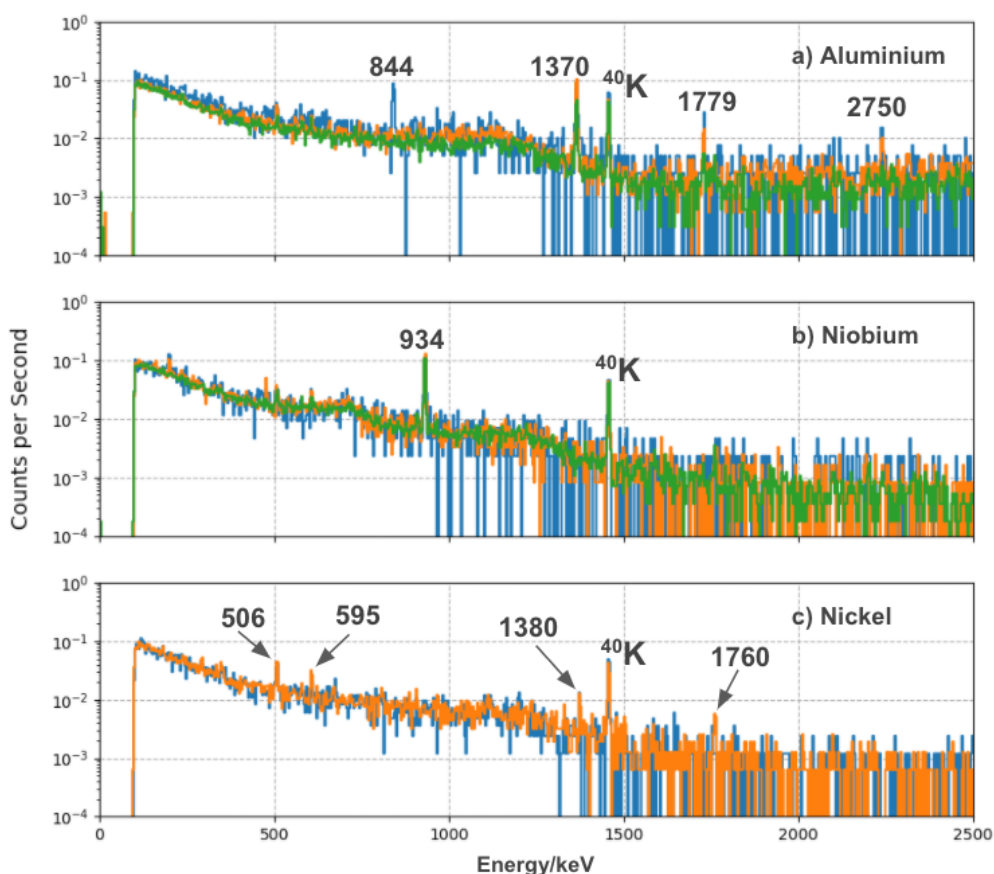 10⁰
10⁻¹
10⁻²
10⁻³
10⁻⁴
a) Aluminium
844
1370
⁴⁰K
1779
2750
10⁰
10⁻¹
10⁻²
10⁻³
10⁻⁴
b) Niobium
934
⁴⁰K
Counts per Second
10⁰
10⁻¹
10⁻²
10⁻³
10⁻⁴
c) Nickel
506
595
1380
⁴⁰K
1760
0 500 1000 1500 2000 2500
Energy/keV